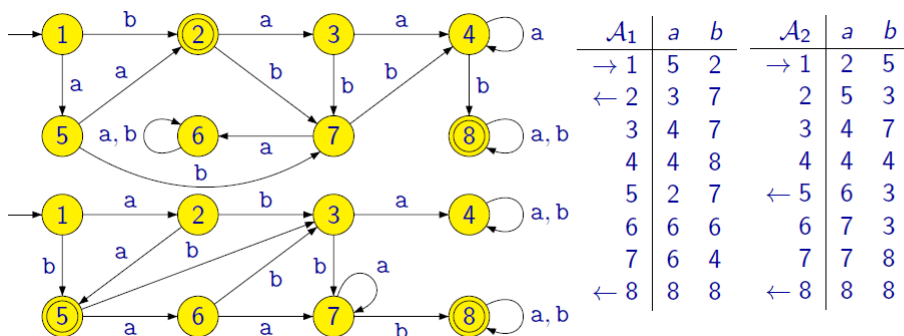 b a a
1 2 3 4 a
a a b b b b
5 a, b 6 7 8 a, b
a
b
1 a 2 b 3 a 4 a, b
b a b b b a
5 6 7 8 a, b
a a b
A₁ a b
→ 1 5 2
← 2 3 7
3 4 7
4 4 8
5 2 7
6 6 6
7 6 4
← 8 8 8
A₂ a b
→ 1 2 5
2 5 3
3 4 7
4 4 4
← 5 6 3
6 7 3
7 7 8
← 8 8 8